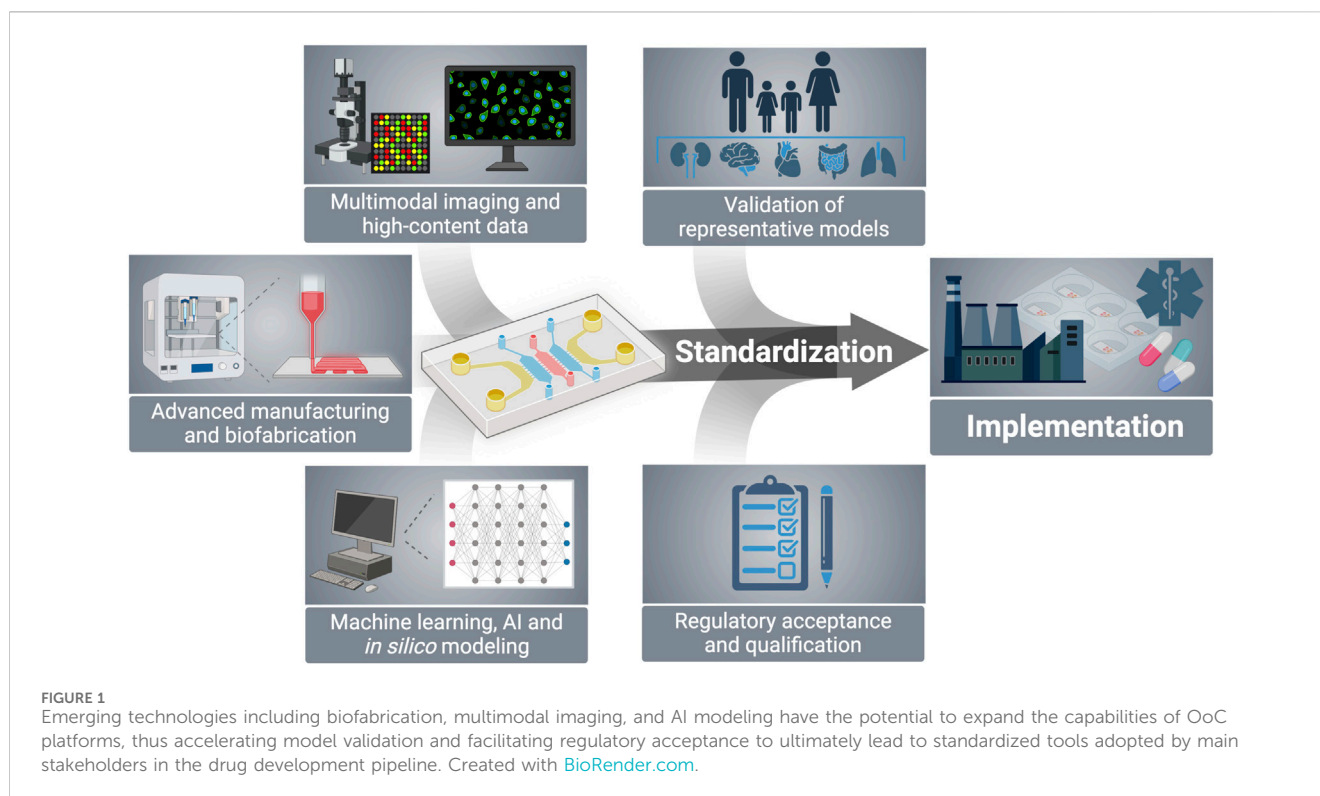 Multimodal imaging and
high-content data
Validation of
representative models
Advanced manufacturing
and biofabrication
Standardization
Implementation
Machine learning, AI and
in silico modeling
Regulatory acceptance
and qualification
FIGURE 1
Emerging technologies including biofabrication, multimodal imaging, and AI modeling have the potential to expand the capabilities of OoC
platforms, thus accelerating model validation and facilitating regulatory acceptance to ultimately lead to standardized tools adopted by main
stakeholders in the drug development pipeline. Created with BioRender.com.